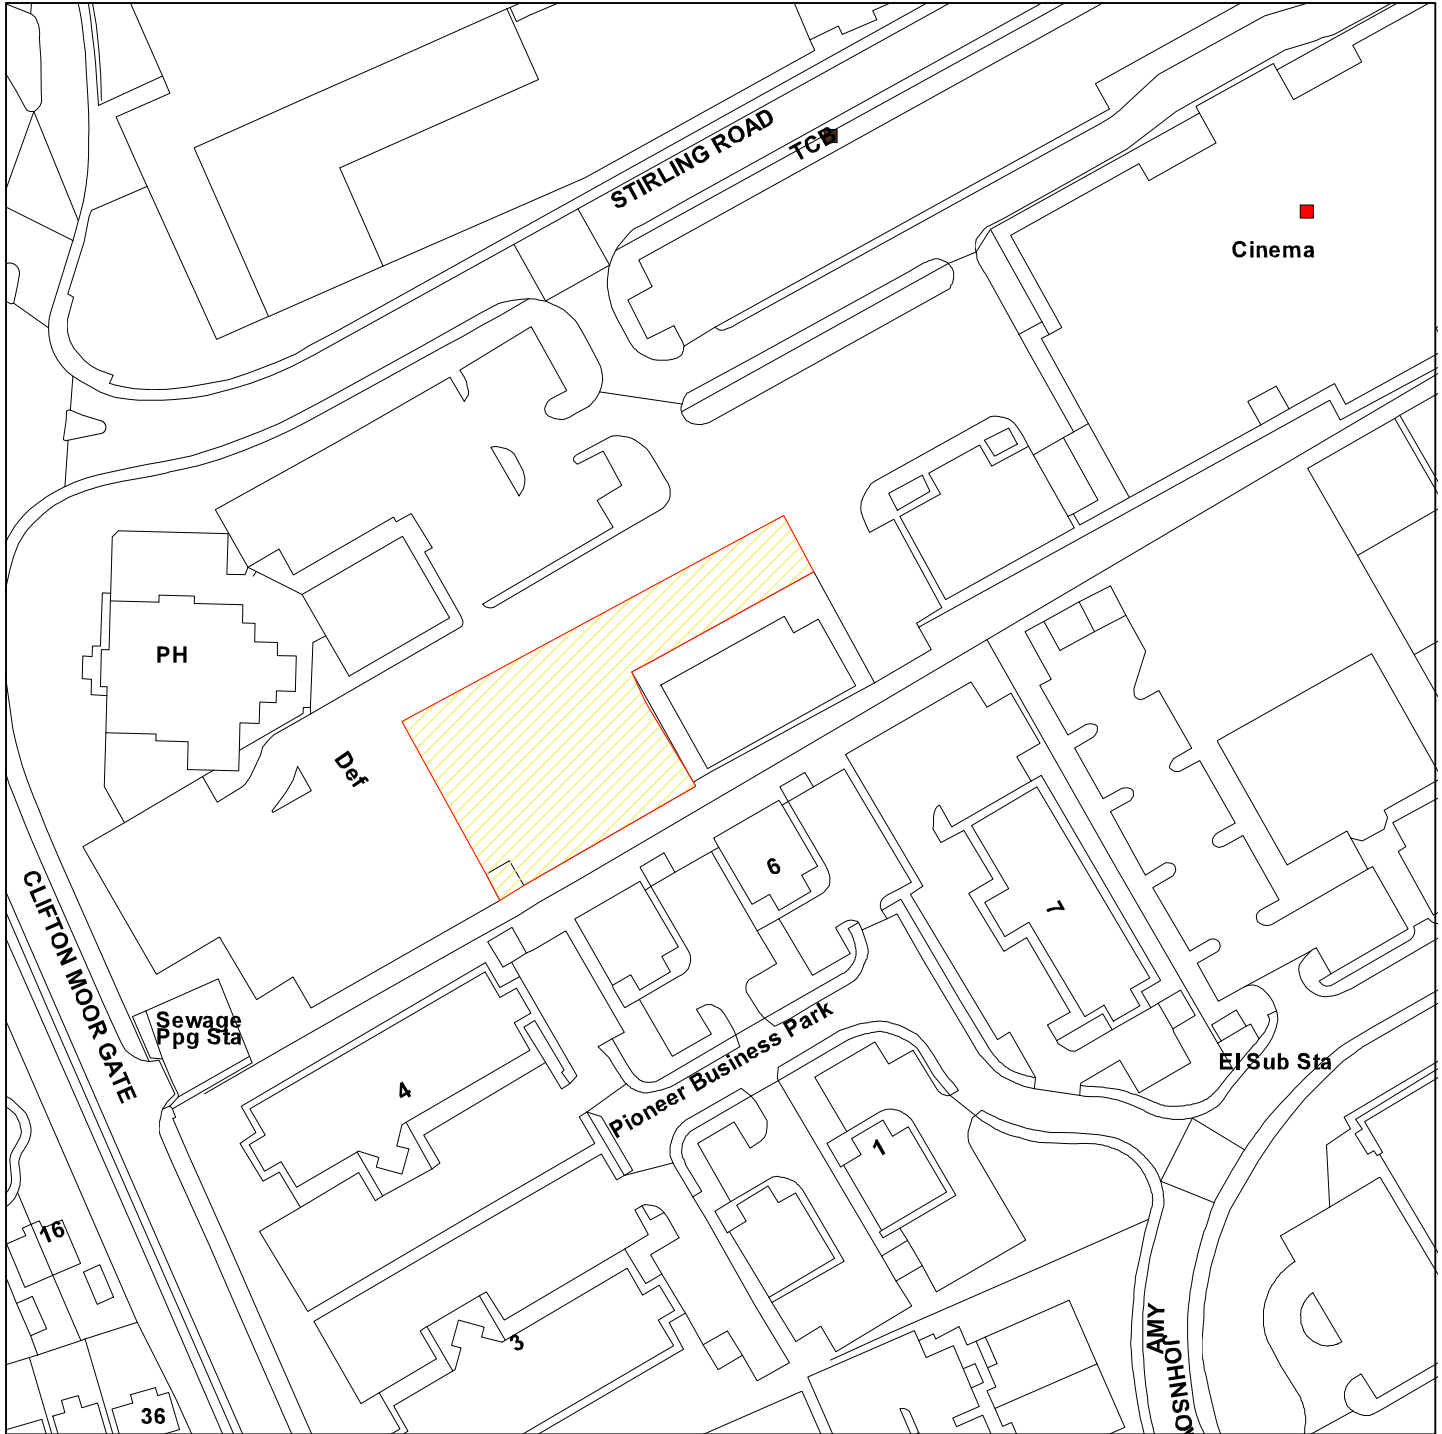 STIRLING ROAD
TCB
Cinema
PH
Def
6
7
CLIFTON MOOR GATE
Sewage
Ppg Sta
4
Pioneer Business Park
El Sub Sta
1
16
3
AMY
JOHNSON
36